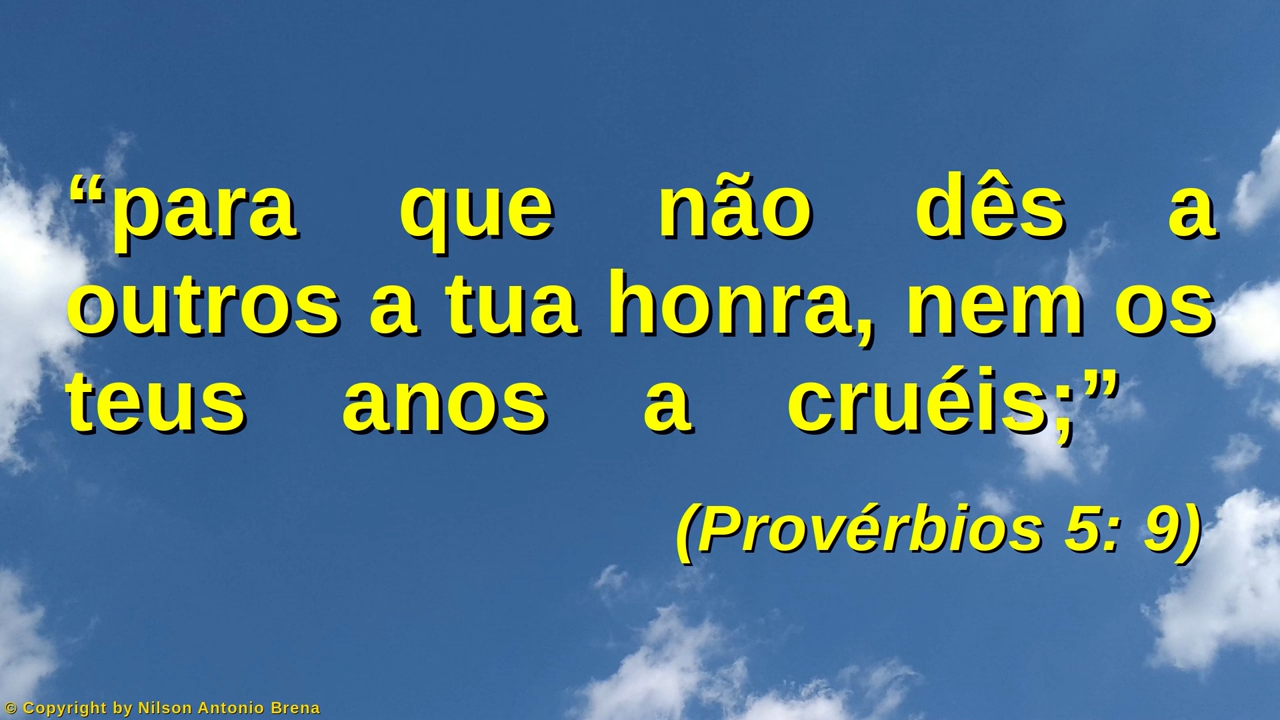 “para que não dês a
outros a tua honra, nem os
teus anos a cruéis;”
(Provérbios 5: 9)
© Copyright by Nilson Antonio Brena